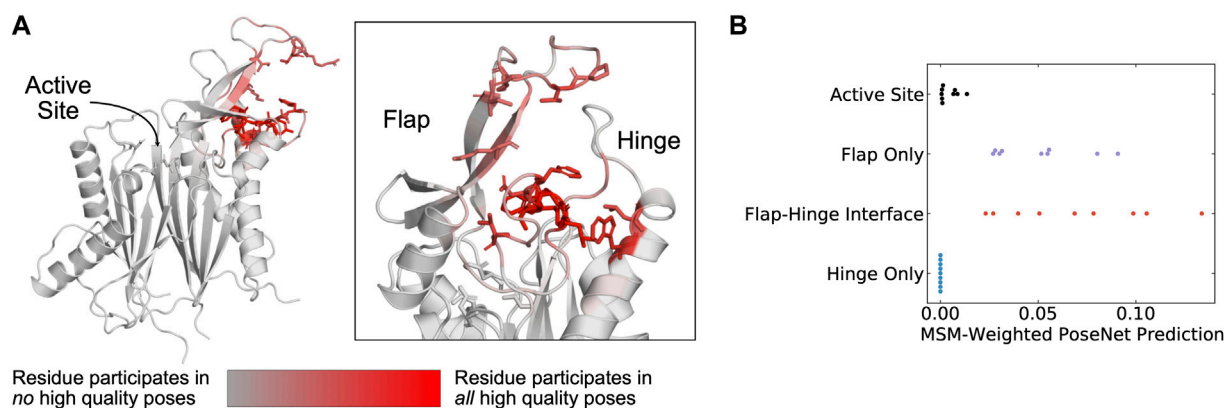 A
B
Active
Site
Flap
Hinge
Active Site
Flap Only
Flap-Hinge Interface
Hinge Only
0.00 0.05 0.10
MSM-Weighted PoseNet Prediction
Residue participates in
no high quality poses
Residue participates in
all high quality poses